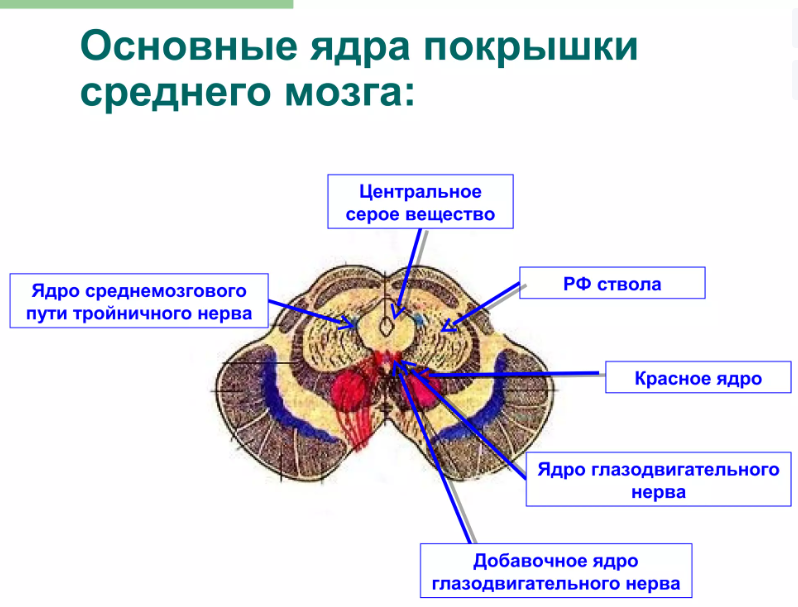 Основные ядра покрышки
среднего мозга:
Центральное
серое вещество
Ядро среднемозгового
пути тройничного нерва
РФ ствола
Красное ядро
Ядро глазодвигательного
нерва
Добавочное ядро
глазодвигательного нерва